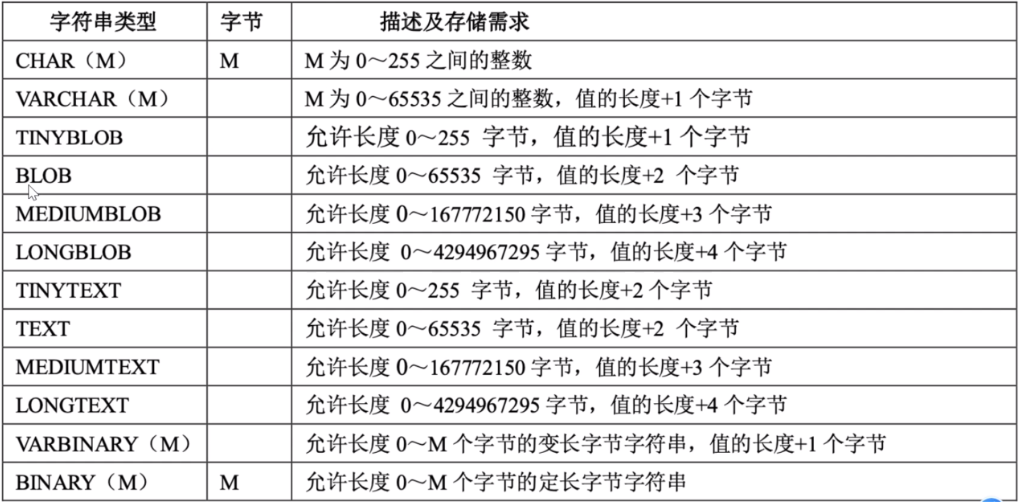 字符串类型 字节 描述及存储需求
CHAR（M） M M 为 0～255 之间的整数
VARCHAR（M） M 为 0～65535 之间的整数，值的长度+1 个字节
TINYBLOB 允许长度 0～255 字节，值的长度+1 个字节
BLOB 允许长度 0～65535 字节，值的长度+2 个字节
MEDIUMBLOB 允许长度 0～167772150 字节，值的长度+3 个字节
LONGBLOB 允许长度 0～4294967295 字节，值的长度+4 个字节
TINYTEXT 允许长度 0～255 字节，值的长度+2 个字节
TEXT 允许长度 0～65535 字节，值的长度+2 个字节
MEDIUMTEXT 允许长度 0～167772150 字节，值的长度+3 个字节
LONGTEXT 允许长度 0～4294967295 字节，值的长度+4 个字节
VARBINARY（M） 允许长度 0～M 个字节的变长字节字符串，值的长度+1 个字节
BINARY（M） M 允许长度 0～M 个字节的定长字节字符串